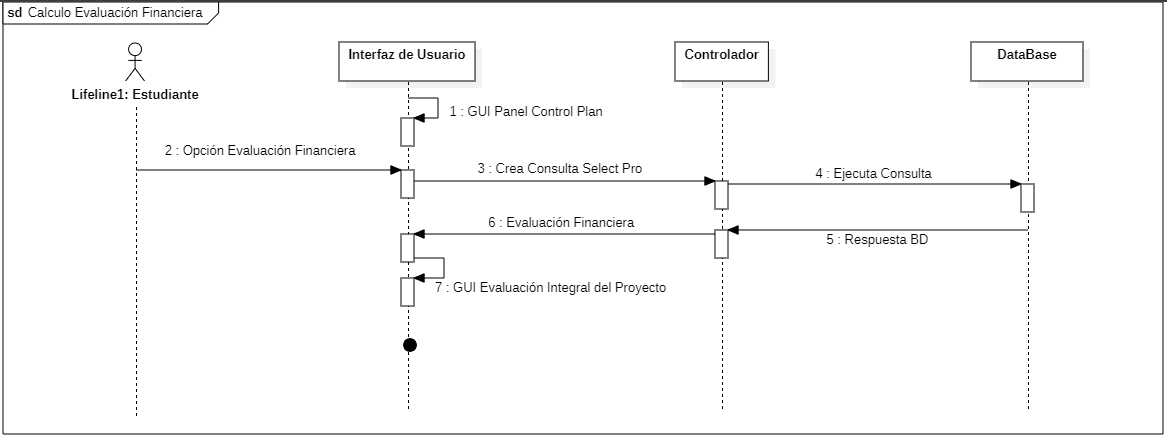 sd Calculo Evaluación Financiera
Interfaz de Usuario
Controlador
DataBase
Lifeline1: Estudiante
1 : GUI Panel Control Plan
2 : Opción Evaluación Financiera
3 : Crea Consulta Select Pro
4 : Ejecuta Consulta
6 : Evaluación Financiera
5 : Respuesta BD
7 : GUI Evaluación Integral del Proyecto